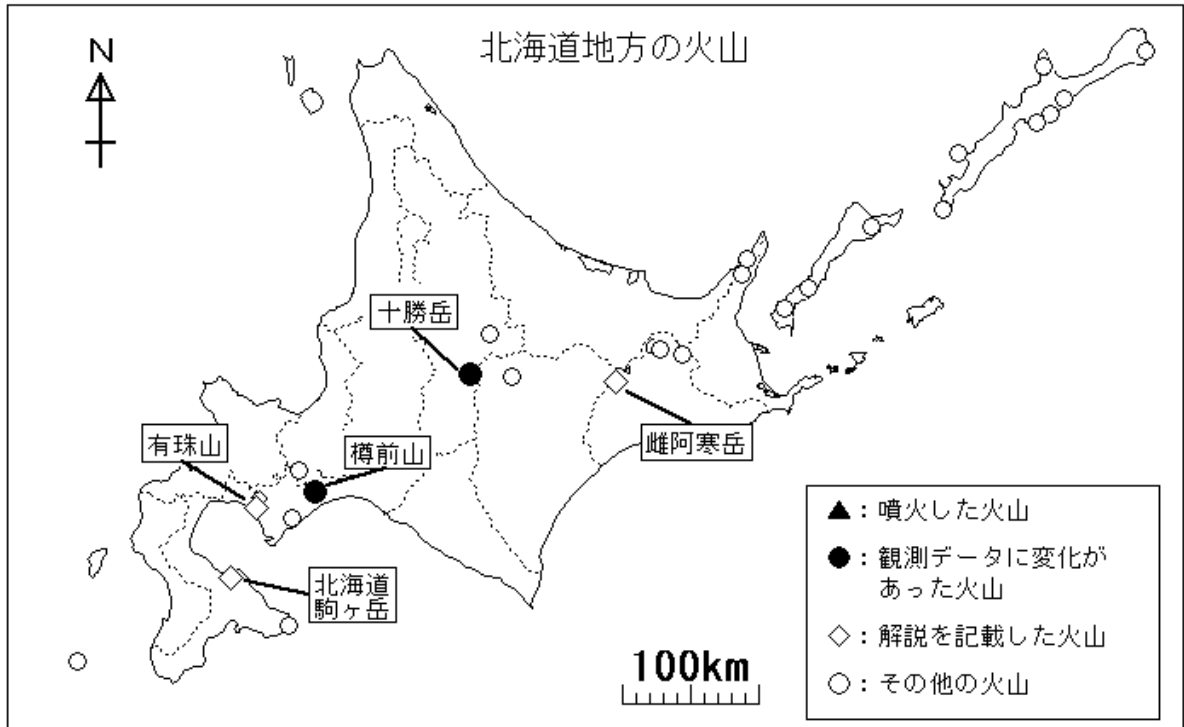 北海道地方の火山
N
十勝岳
有珠山
樽前山
雌阿寒岳
北海道
駒ヶ岳
▲：噴火した火山
●：観測データに変化が
あった火山
◇：解説を記載した火山
○：その他の火山
100km